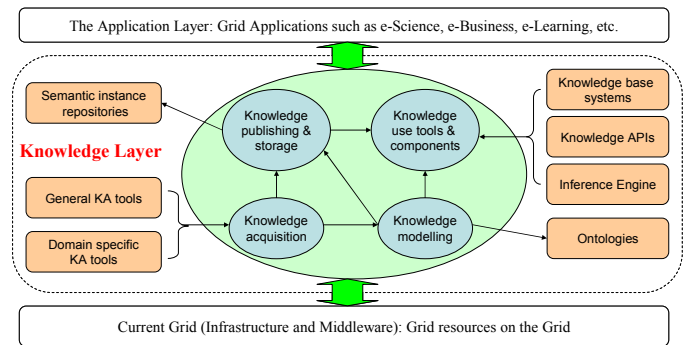 The Application Layer: Grid Applications such as e-Science, e-Business, e-Learning, etc.
Semantic instance
repositories
Knowledge Layer
General KA tools
Domain specific
KA tools
Knowledge
publishing &
storage
Knowledge
use tools &
components
Knowledge
acquisition
Knowledge
modelling
Knowledge base
systems
Knowledge APIs
Inference Engine
Ontologies
Current Grid (Infrastructure and Middleware): Grid resources on the Grid